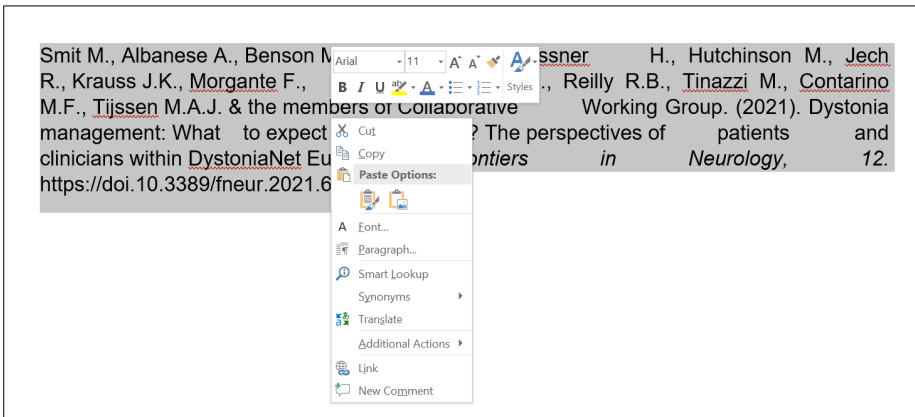 Smit M., Albanese A., Benson M ssner H., Hutchinson M., Jech
R., Krauss J.K., Morgante F., ., Reilly R.B., Tinazzi M., Contarino
M.F., Tijssen M.A.J. & the members of Collaborative Working Group. (2021). Dystonia
management: What to expect ? The perspectives of patients and
clinicians within DystoniaNet Eu ontiers in Neurology, 12.
https://doi.org/10.3389/fneur.2021.6
Arial 11 A A A Styles
B I U aby A
Cut
Copy
Paste Options:
A Font...
Paragraph...
Smart Lookup
Synonyms
Translate
Additional Actions
Link
New Comment